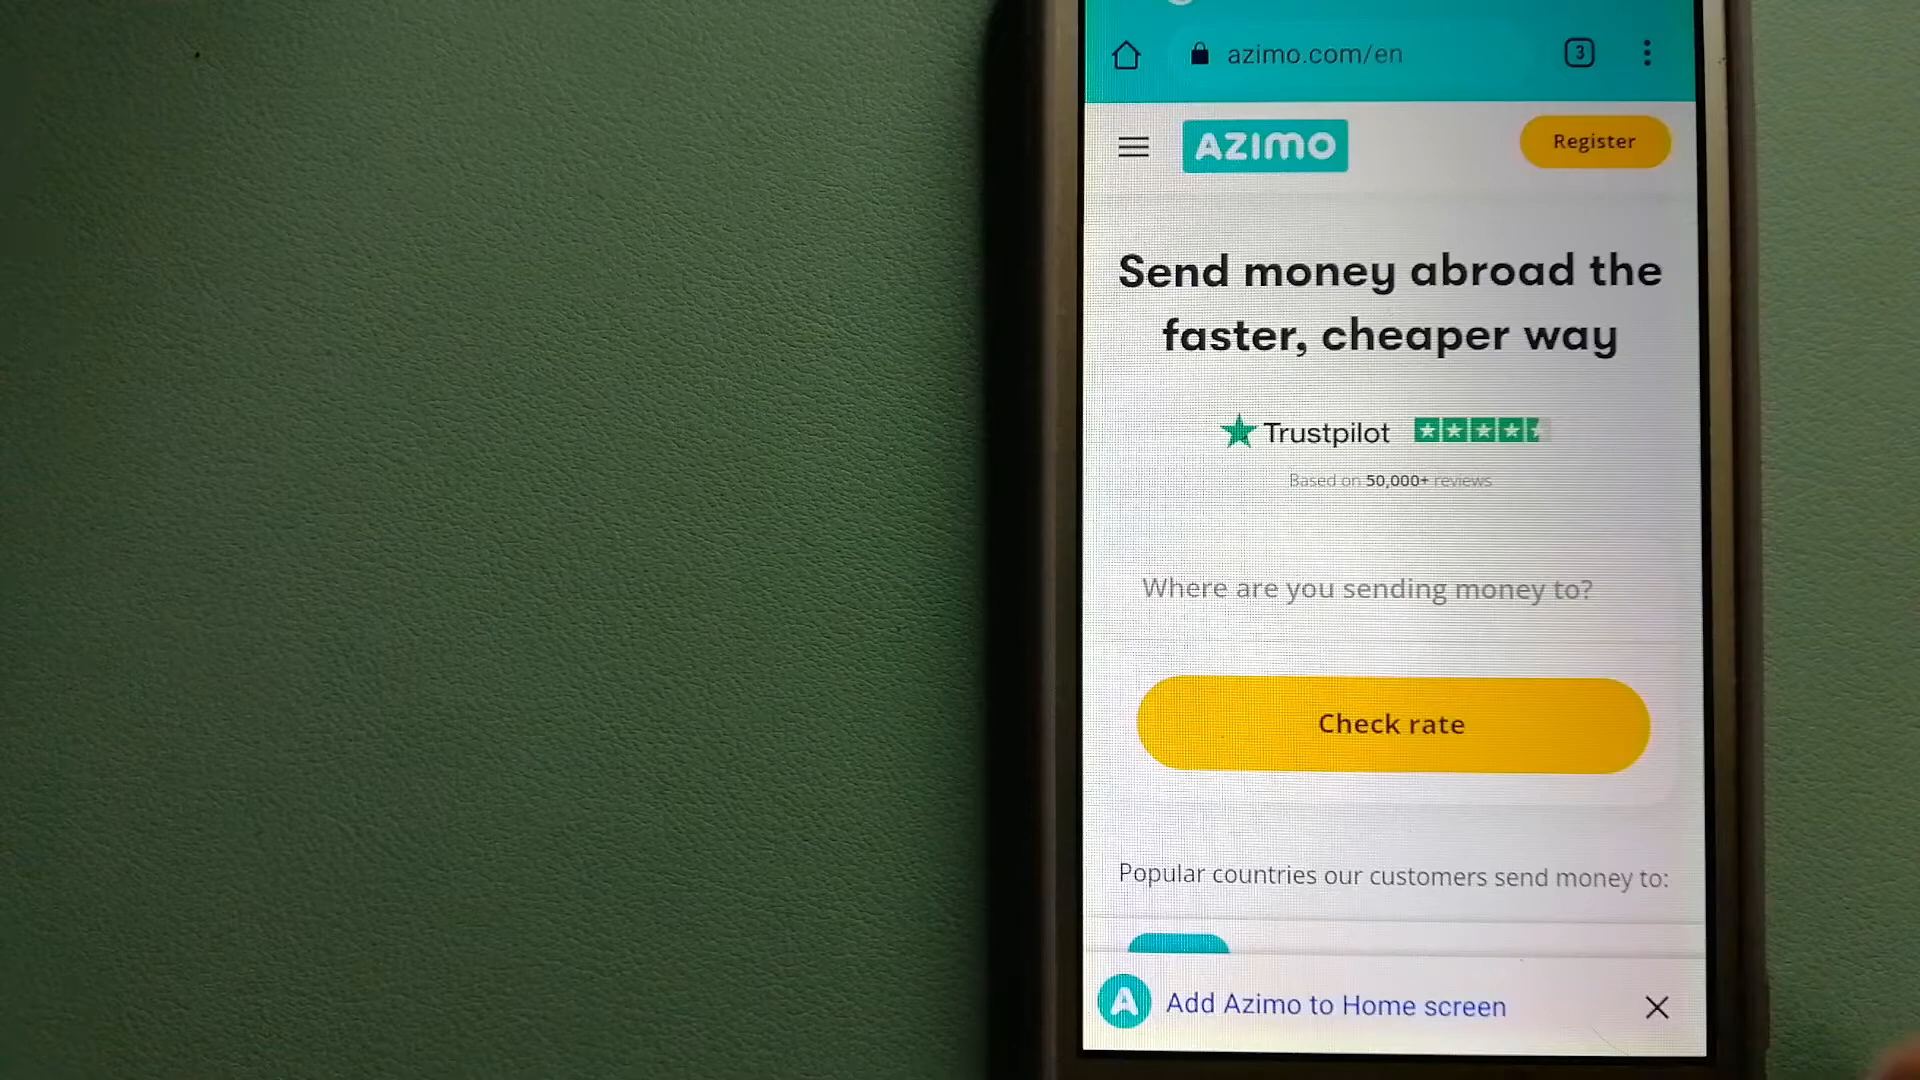 azimo.com/en
3
AZIMO
Register
Send money abroad the
faster, cheaper way
Trustpilot
Based on 50,000+ reviews
Where are you sending money to?
Check rate
Popular countries our customers send money to:
A
Add Azimo to Home screen